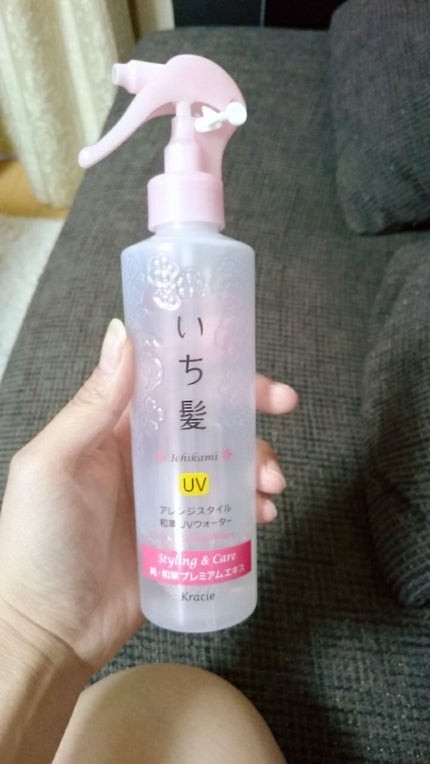 いち髪
Ichikami
UV
アレンジスタイル
和草UVウォーター
Styling & Care
純・和草プレミアムエキス
Kracie